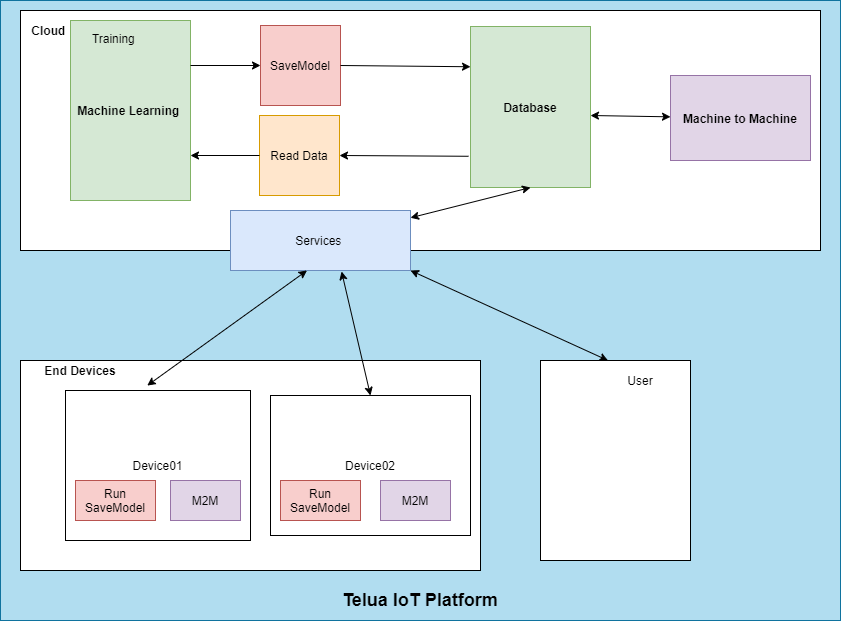 Cloud
Training
Machine Learning
SaveModel
Read Data
Database
Machine to Machine
Services
End Devices
Device01
Run
SaveModel
M2M
Device02
Run
SaveModel
M2M
User
Telua IoT Platform